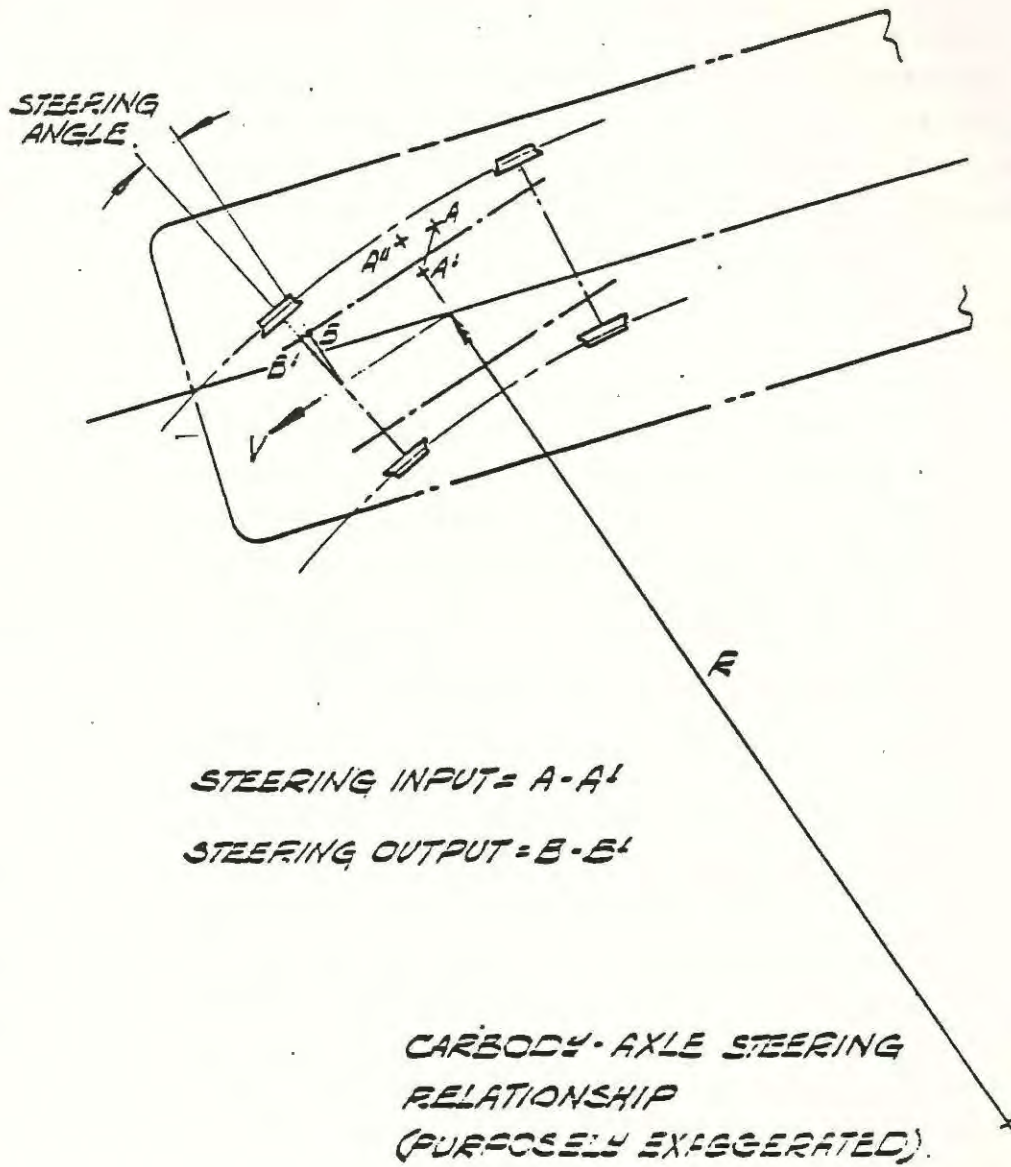 STEERING
ANGLE
A
A"
A'
B
B'
V
R
STEERING INPUT = A-A'
STEERING OUTPUT = B-B'
CARBODY-AXLE STEERING
RELATIONSHIP
(PURPOSELY EXAGGERATED).